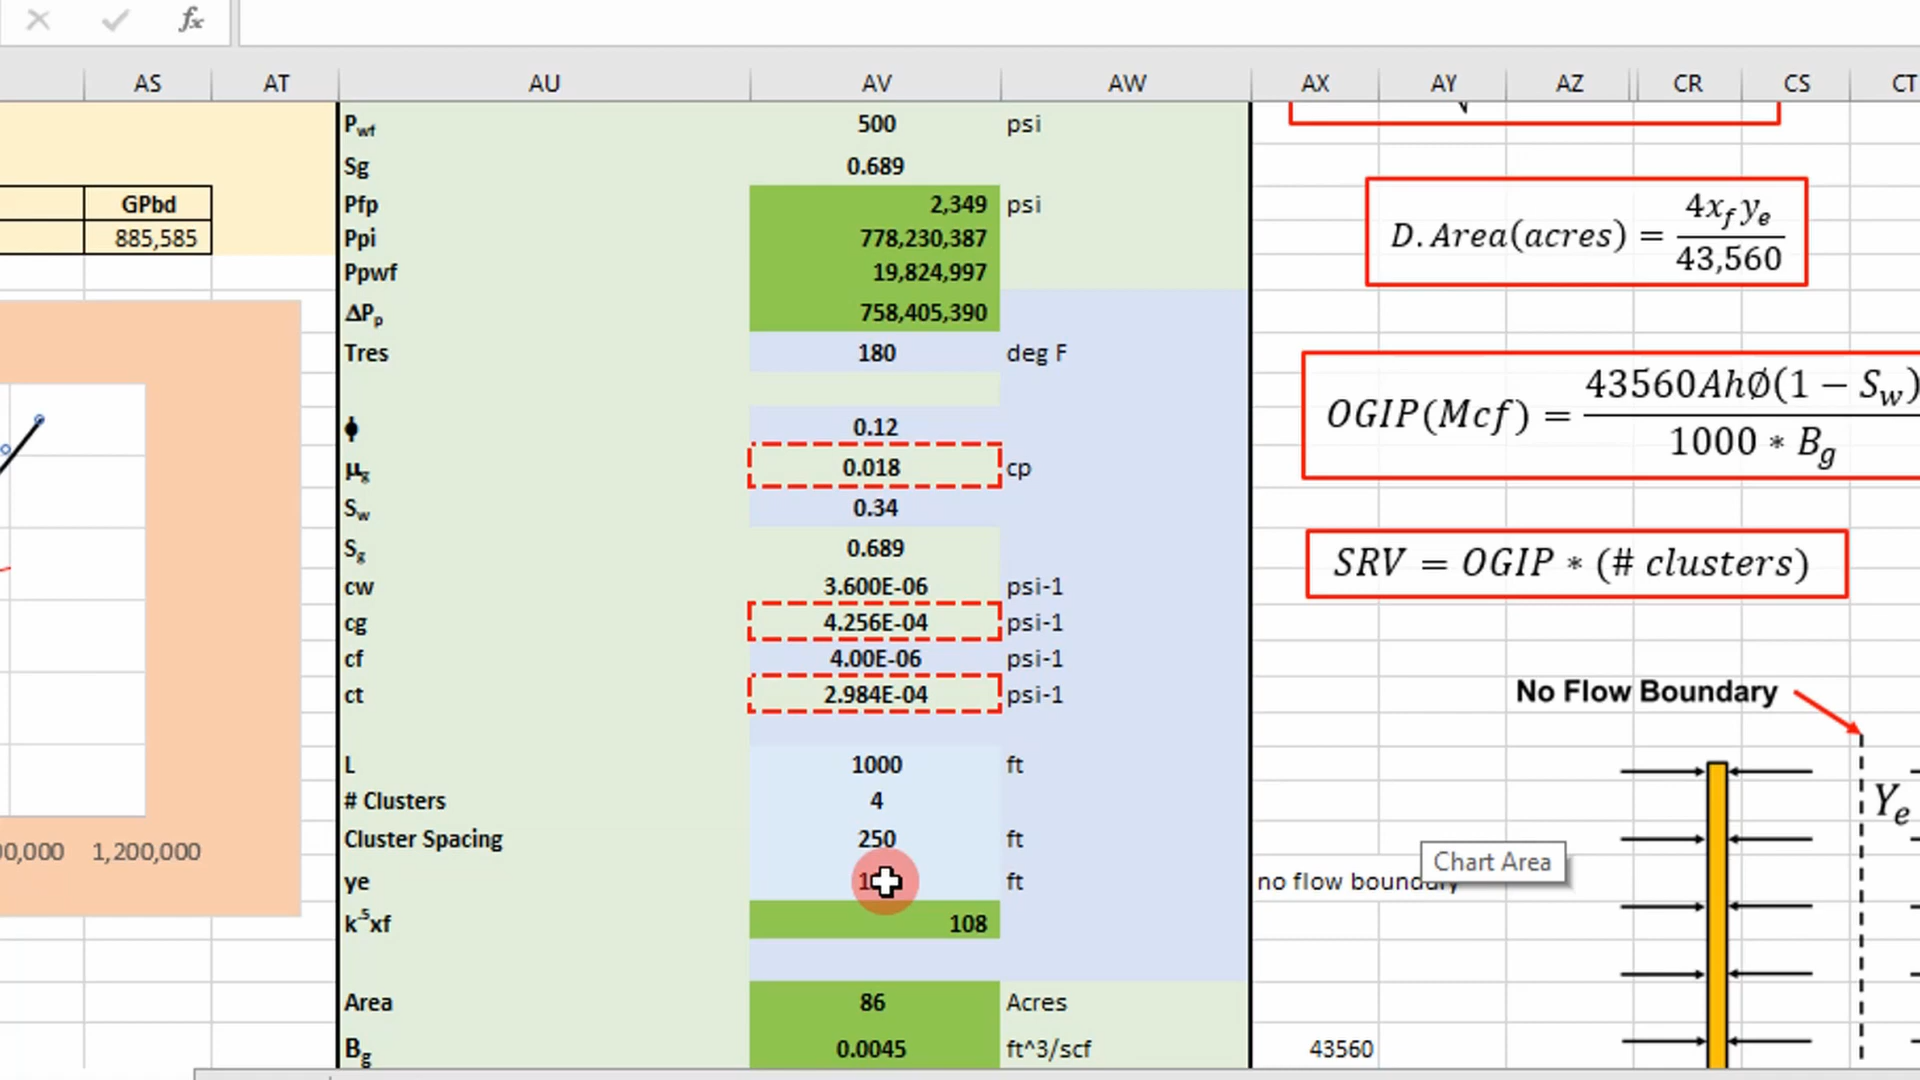 fx
AS AT AU AV AW AX AY AZ CR CS CT
Pwf 500 psi
Sg 0.689
GPbd
Pfp 2,349 psi
885,585
Ppi 778,230,387
Ppwf 19,824,997
ΔPp 758,405,390
Tres 180 deg F
ϕ 0.12
μg 0.018 cp
Sw 0.34
Sg 0.689
cw 3.600E-06 psi-1
cg 4.256E-04 psi-1
cf 4.00E-06 psi-1
ct 2.984E-04 psi-1
L 1000 ft
# Clusters 4
Cluster Spacing 250 ft
ye ft
k^.5xf 108
Area 86 Acres
Bg 0.0045 ft^3/scf
1,200,000
D.Area(acres) = 4xf ye / 43,560
OGIP(Mcf) = 43560AhØ(1 − Sw) / 1000 * Bg
SRV = OGIP * (# clusters)
No Flow Boundary
Ye
Chart Area
no flow boundary
43560